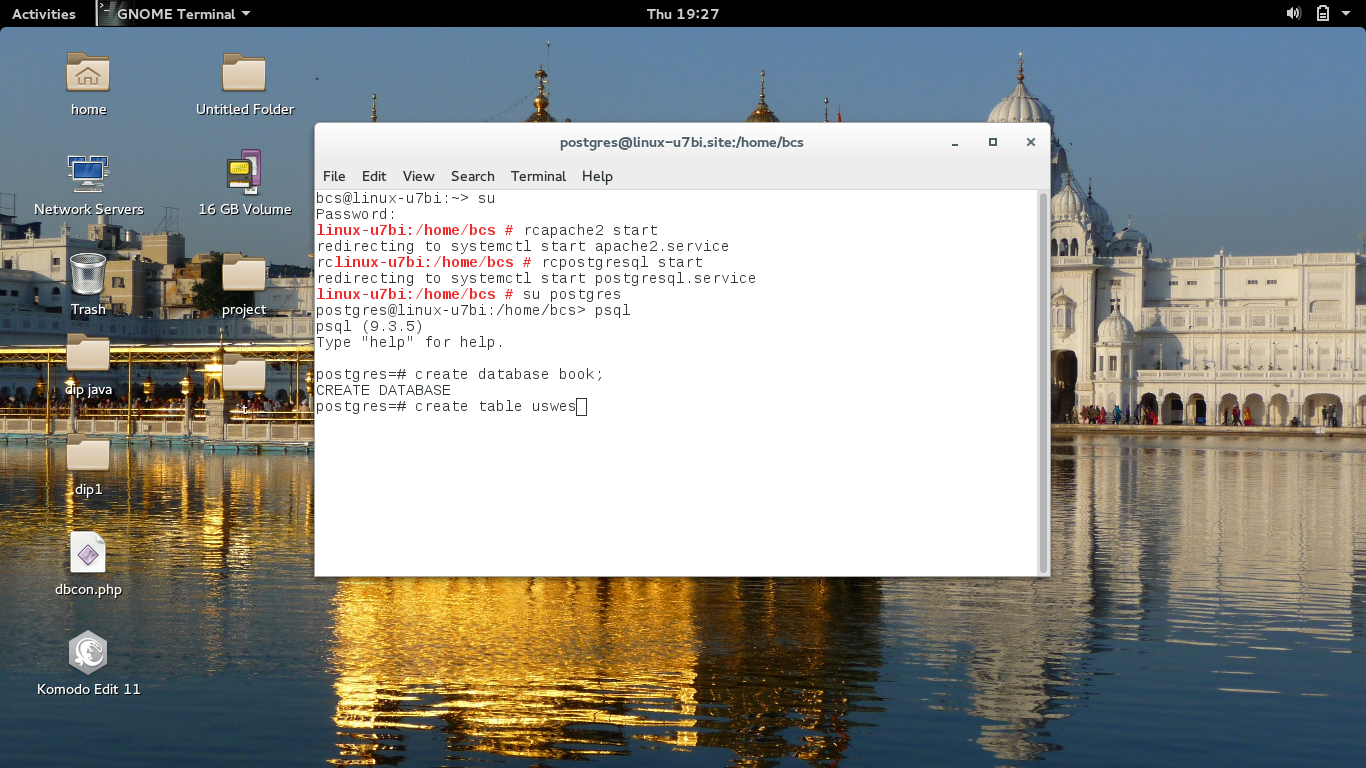 Activities
GNOME Terminal
Thu 19:27
home
Untitled Folder
Network Servers
16 GB Volume
Trash
project
dip java
t
dip1
dbcon.php
Komodo Edit 11
postgres@linux-u7bi.site:/home/bcs
File Edit View Search Terminal Help
bcs@linux-u7bi:~> su
Password:
linux-u7bi:/home/bcs # rcapache2 start
redirecting to systemctl start apache2.service
rclinux-u7bi:/home/bcs # rcpostgresql start
redirecting to systemctl start postgresql.service
linux-u7bi:/home/bcs # su postgres
postgres@linux-u7bi:/home/bcs> psql
psql (9.3.5)
Type "help" for help.
postgres=# create database book;
CREATE DATABASE
postgres=# create table uswes